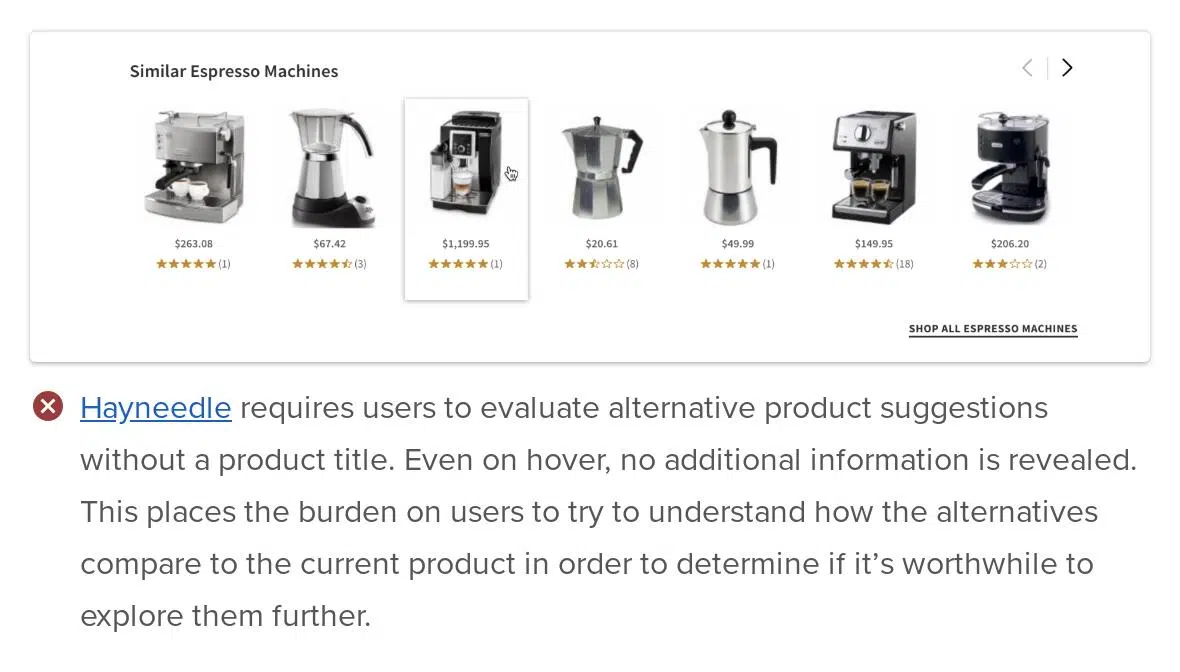 Similar Espresso Machines
$263.08 $67.42 $1,199.95 $20.61 $49.99 $149.95 $206.20
(1) (3) (1) (8) (1) (18) (2)
SHOP ALL ESPRESSO MACHINES
Hayneedle requires users to evaluate alternative product suggestions
without a product title. Even on hover, no additional information is revealed.
This places the burden on users to try to understand how the alternatives
compare to the current product in order to determine if it’s worthwhile to
explore them further.